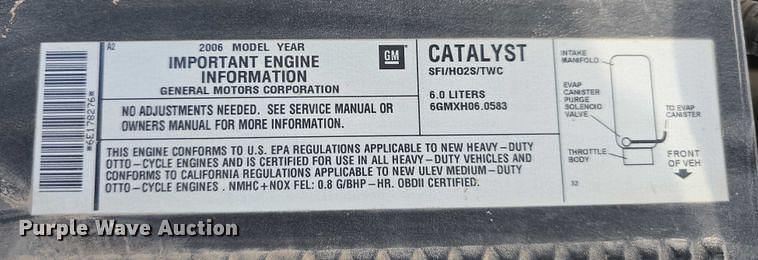 *6E178276*
A2
2006 MODEL YEAR
IMPORTANT ENGINE
INFORMATION
GENERAL MOTORS CORPORATION
GM
NO ADJUSTMENTS NEEDED. SEE SERVICE MANUAL OR
OWNERS MANUAL FOR MORE INFORMATION.
CATALYST
SFI/HO2S/TWC
6.0 LITERS
6GMXH06.0583
THIS ENGINE CONFORMS TO U.S. EPA REGULATIONS APPLICABLE TO NEW HEAVY-DUTY
OTTO-CYCLE ENGINES AND IS CERTIFIED FOR USE IN ALL HEAVY-DUTY VEHICLES AND
CONFORMS TO CALIFORNIA REGULATIONS APPLICABLE TO NEW ULEV MEDIUM-DUTY
OTTO-CYCLE ENGINES . NMHC+NOX FEL: 0.8 G/BHP-HR. OBDII CERTIFIED.
INTAKE
MANIFOLD
EVAP
CANISTER
PURGE
SOLENOID
VALVE
TO EVAP
CANISTER
THROTTLE
BODY
FRONT
OF VEH
32
Purple Wave Auction